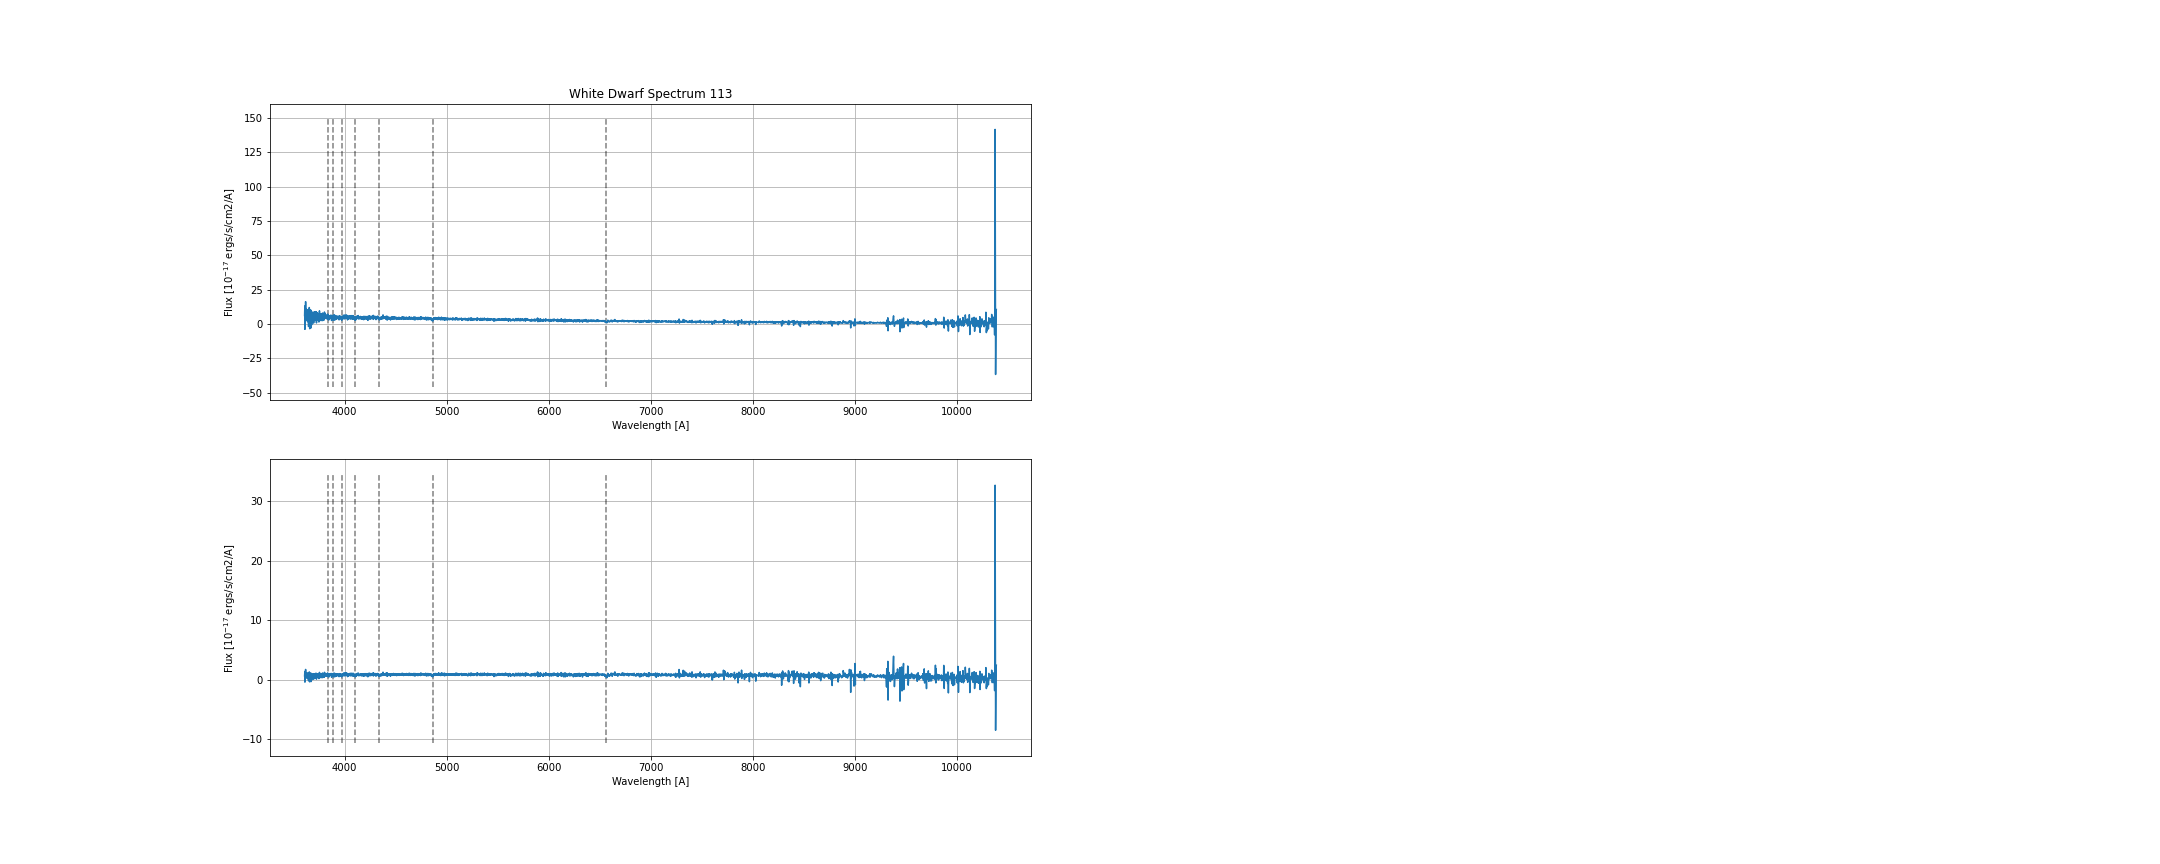 White Dwarf Spectrum 113
150
125
100
75
50
25
0
−25
−50
Flux [10⁻¹⁷ ergs/s/cm2/A]
4000 5000 6000 7000 8000 9000 10000
Wavelength [A]
30
20
10
0
−10
Flux [10⁻¹⁷ ergs/s/cm2/A]
4000 5000 6000 7000 8000 9000 10000
Wavelength [A]